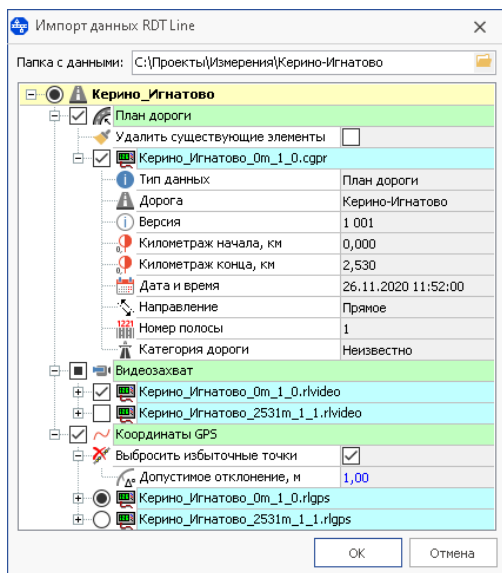 Импорт данных RDT Line
Папка с данными: C:\Проекты\Измерения\Керино-Игнатово
Керино_Игнатово
План дороги
Удалить существующие элементы
Керино_Игнатово_0m_1_0.cgpr
Тип данных План дороги
Дорога Керино-Игнатово
Версия 1 001
Километраж начала, км 0,000
Километраж конца, км 2,530
Дата и время 26.11.2020 11:52:00
Направление Прямое
Номер полосы 1
Категория дороги Неизвестно
Видеозахват
Керино_Игнатово_0m_1_0.rlvideo
Керино_Игнатово_2531m_1_1.rlvideo
Координаты GPS
Выбросить избыточные точки
Допустимое отклонение, м 1,00
Керино_Игнатово_0m_1_0.rlgps
Керино_Игнатово_2531m_1_1.rlgps
ОК Отмена